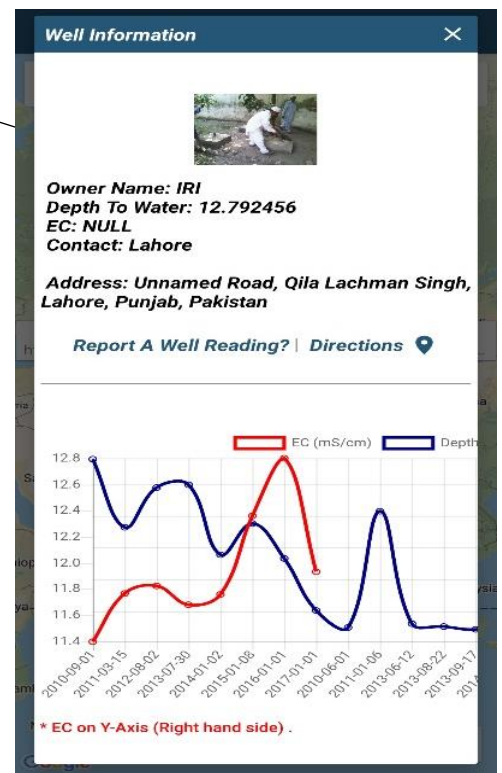 Well Information
Owner Name: IRI
Depth To Water: 12.792456
EC: NULL
Contact: Lahore
Address: Unnamed Road, Qila Lachman Singh,
Lahore, Punjab, Pakistan
Report A Well Reading? | Directions
EC (mS/cm) Depth
12.8
12.6
12.4
12.2
12.0
11.8
11.6
11.4
2010-09-01
2011-03-15
2012-08-02
2013-07-30
2014-01-02
2015-01-08
2016-01-01
2017-01-01
2010-06-01
2011-01-06
2013-06-12
2013-08-22
2013-09-17
* EC on Y-Axis (Right hand side) .